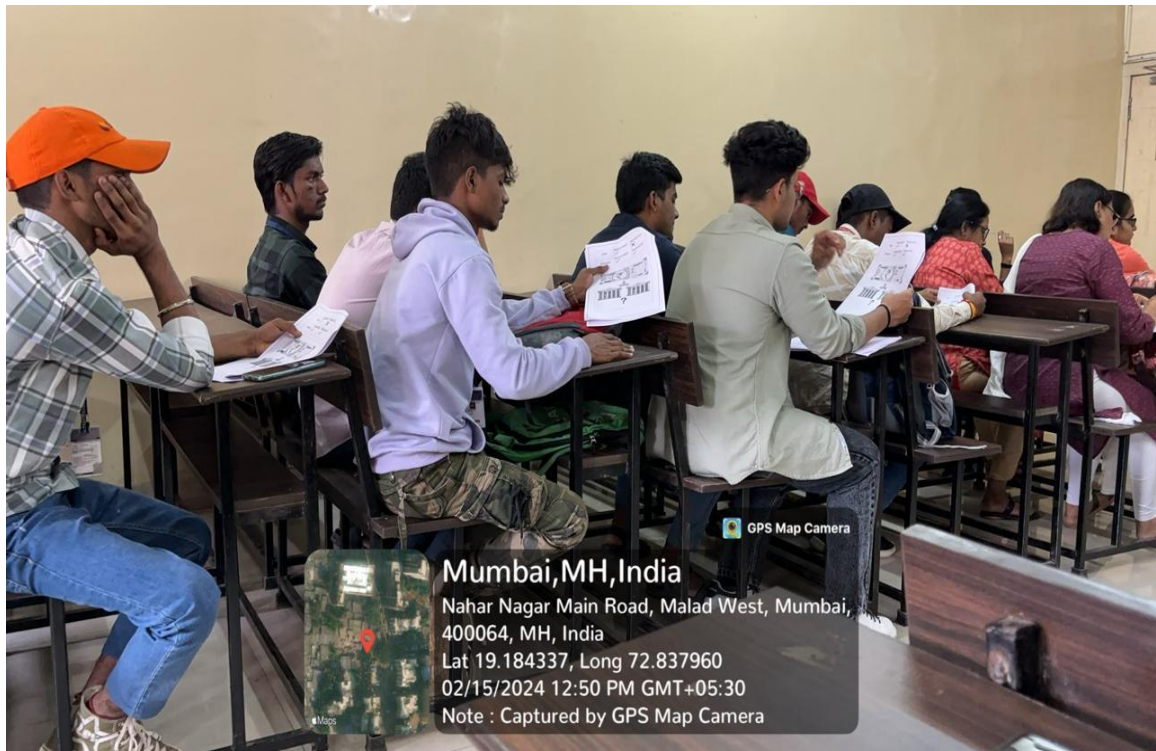 GPS Map Camera
Mumbai,MH,India
Nahar Nagar Main Road, Malad West, Mumbai,
400064, MH, India
Lat 19.184337, Long 72.837960
02/15/2024 12:50 PM GMT+05:30
Note : Captured by GPS Map Camera
Maps
?